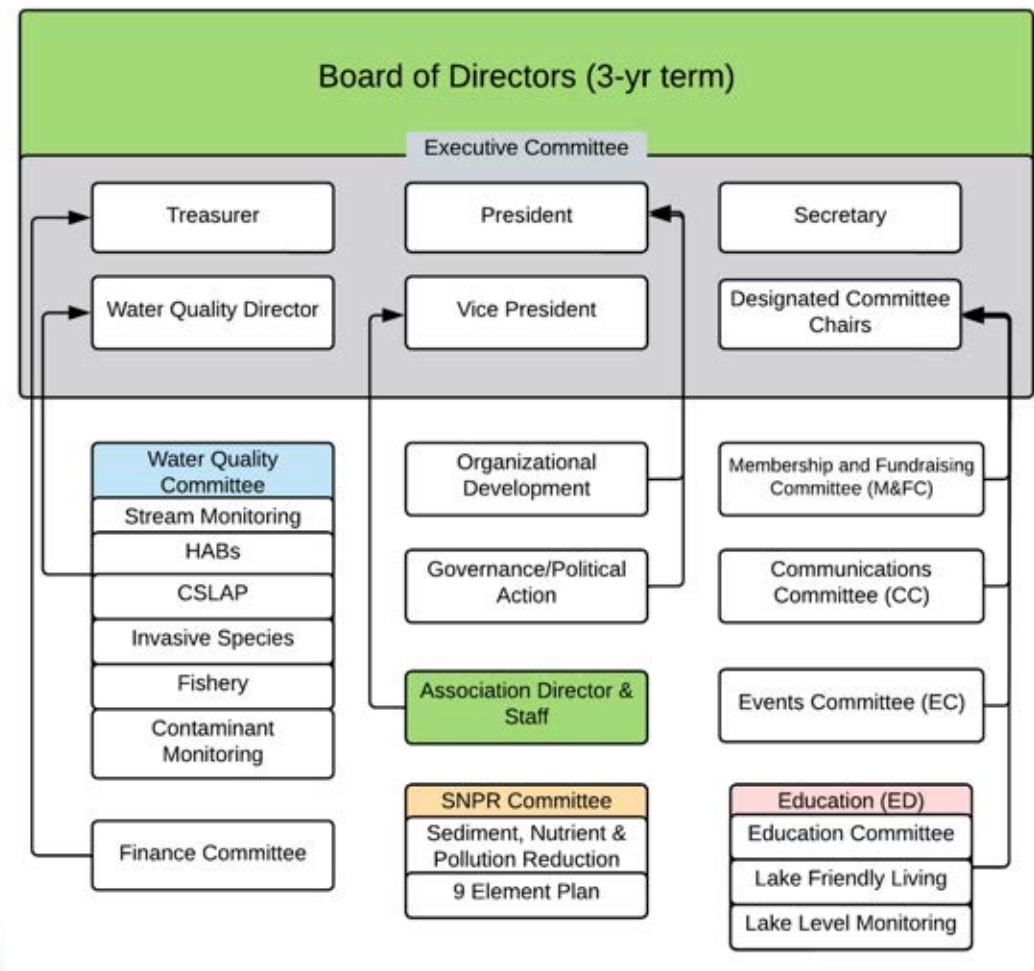 Board of Directors (3-yr term)
Executive Committee
Treasurer
President
Secretary
Water Quality Director
Vice President
Designated Committee
Chairs
Water Quality
Committee
Stream Monitoring
HABs
CSLAP
Invasive Species
Fishery
Contaminant
Monitoring
Finance Committee
Organizational
Development
Governance/Political
Action
Association Director &
Staff
SNPR Committee
Sediment, Nutrient &
Pollution Reduction
9 Element Plan
Membership and Fundraising
Committee (M&FC)
Communications
Committee (CC)
Events Committee (EC)
Education (ED)
Education Committee
Lake Friendly Living
Lake Level Monitoring